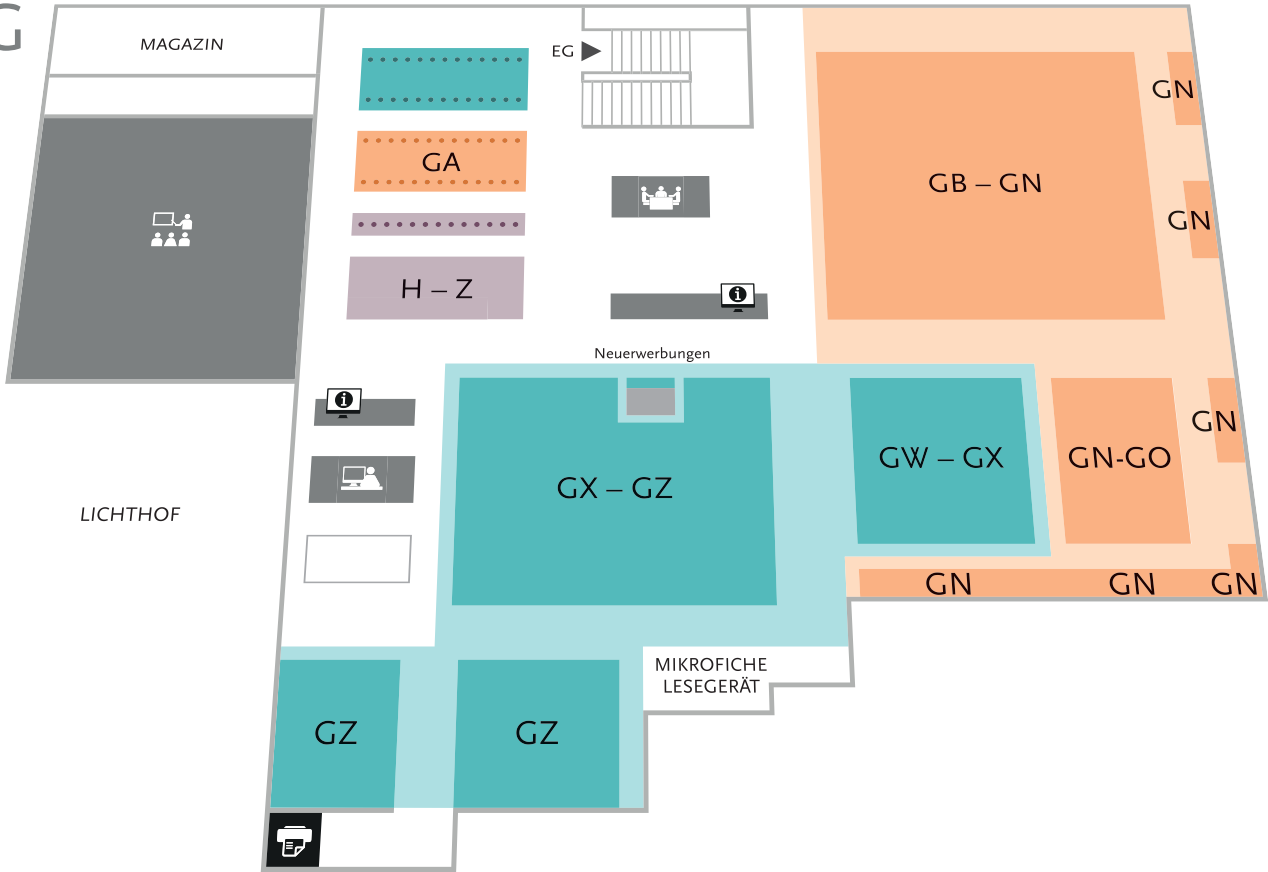 G
MAGAZIN
EG
GA
GB – GN
GN
GN
H – Z
Neuerwerbungen
GX – GZ
GW – GX
GN-GO
GN
LICHTHOF
GN
GN
GN
MIKROFICHE
LESEGERÄT
GZ
GZ